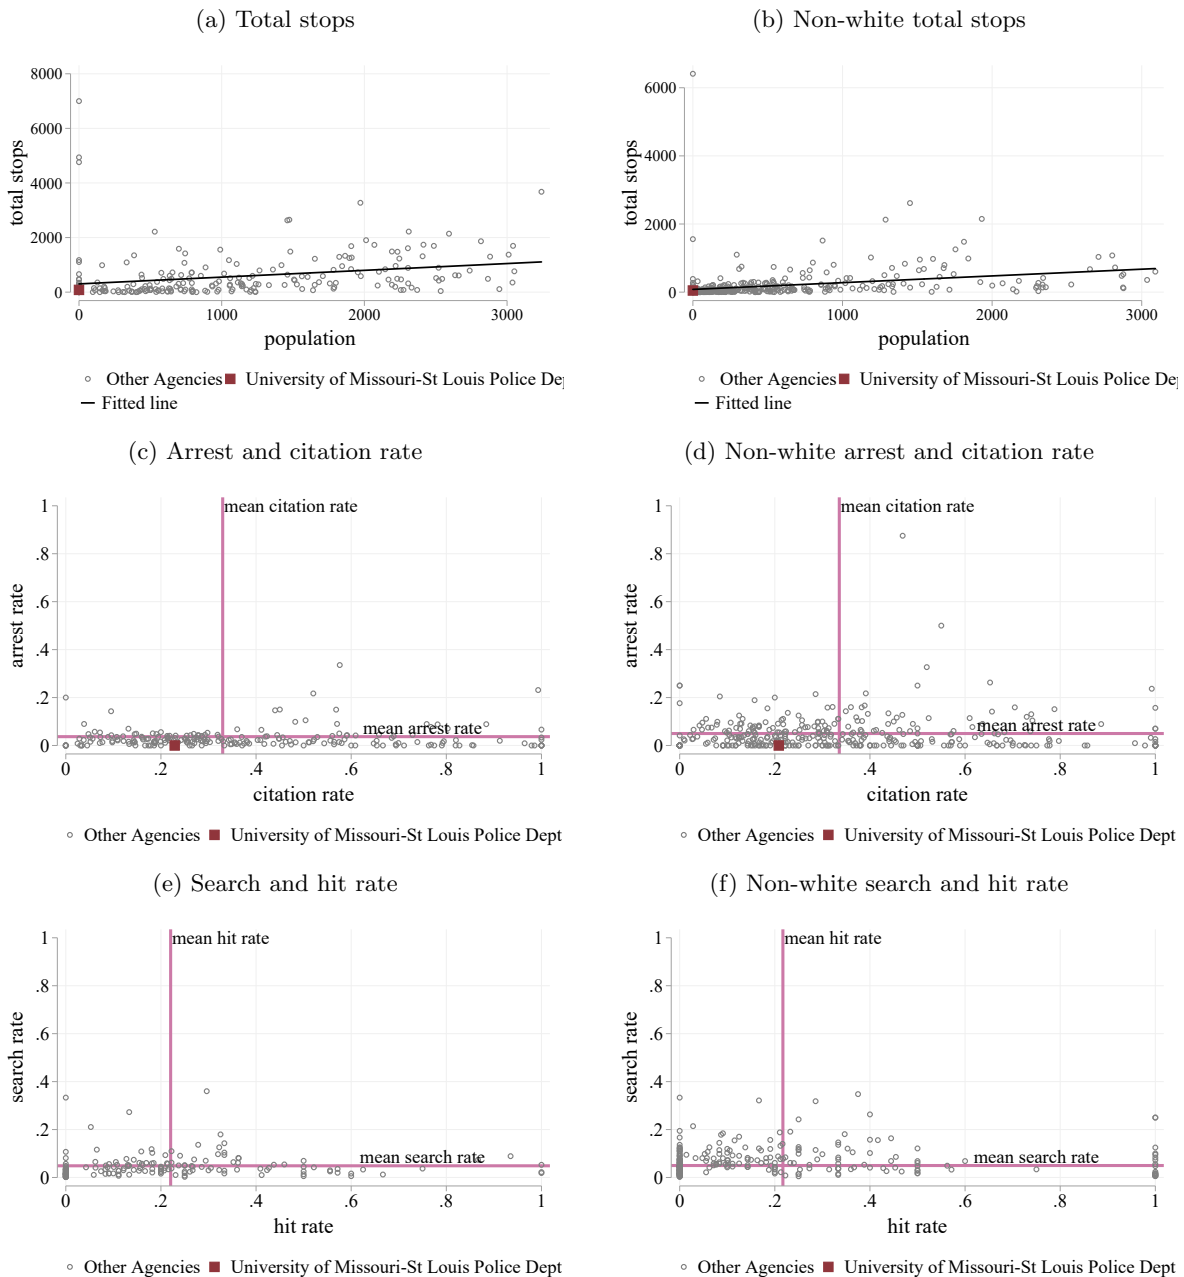 (a) Total stops
(b) Non-white total stops
total stops
8000
6000
4000
2000
0
0 1000 2000 3000
population
Other Agencies University of Missouri-St Louis Police De
Fitted line
total stops
6000
4000
2000
0
0 1000 2000 3000
population
Other Agencies University of Missouri-St Louis Police Dep
Fitted line
(c) Arrest and citation rate
(d) Non-white arrest and citation rate
arrest rate
1
.8
.6
.4
.2
0
mean citation rate
mean arrest rate
0 .2 .4 .6 .8 1
citation rate
Other Agencies University of Missouri-St Louis Police Dept
arrest rate
1
.8
.6
.4
.2
0
mean citation rate
mean arrest rate
0 .2 .4 .6 .8 1
citation rate
Other Agencies University of Missouri-St Louis Police Dept
(e) Search and hit rate
(f) Non-white search and hit rate
search rate
1
.8
.6
.4
.2
0
mean hit rate
mean search rate
0 .2 .4 .6 .8 1
hit rate
Other Agencies University of Missouri-St Louis Police Dept
search rate
1
.8
.6
.4
.2
0
mean hit rate
mean search rate
0 .2 .4 .6 .8 1
hit rate
Other Agencies University of Missouri-St Louis Police Dept